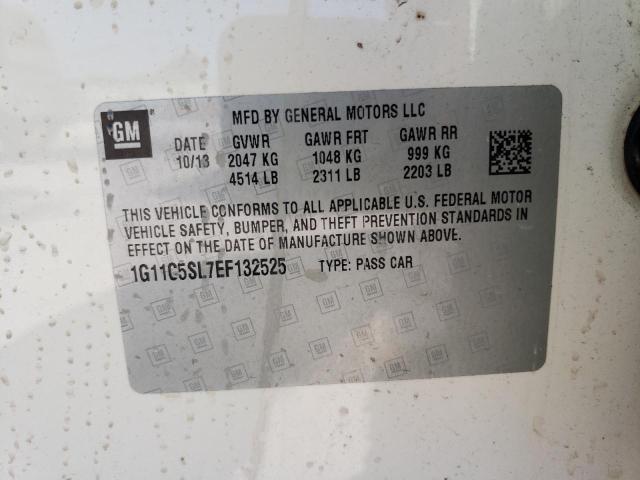 MFD BY GENERAL MOTORS LLC
GM
DATE GVWR GAWR FRT GAWR RR
10/13 2047 KG 1048 KG 999 KG
4514 LB 2311 LB 2203 LB
THIS VEHICLE CONFORMS TO ALL APPLICABLE U.S. FEDERAL MOTOR
VEHICLE SAFETY, BUMPER, AND THEFT PREVENTION STANDARDS IN
EFFECT ON THE DATE OF MANUFACTURE SHOWN ABOVE.
1G11C5SL7EF132525 TYPE: PASS CAR